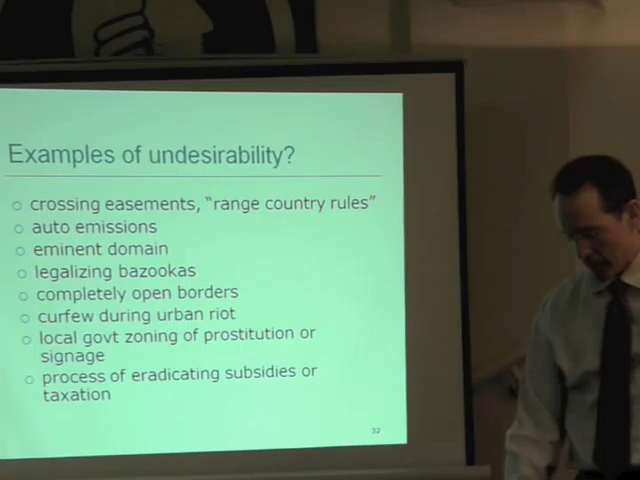 Examples of undesirability?
crossing easements, "range country rules"
auto emissions
eminent domain
legalizing bazookas
completely open borders
curfew during urban riot
local govt zoning of prostitution or
signage
process of eradicating subsidies or
taxation
32